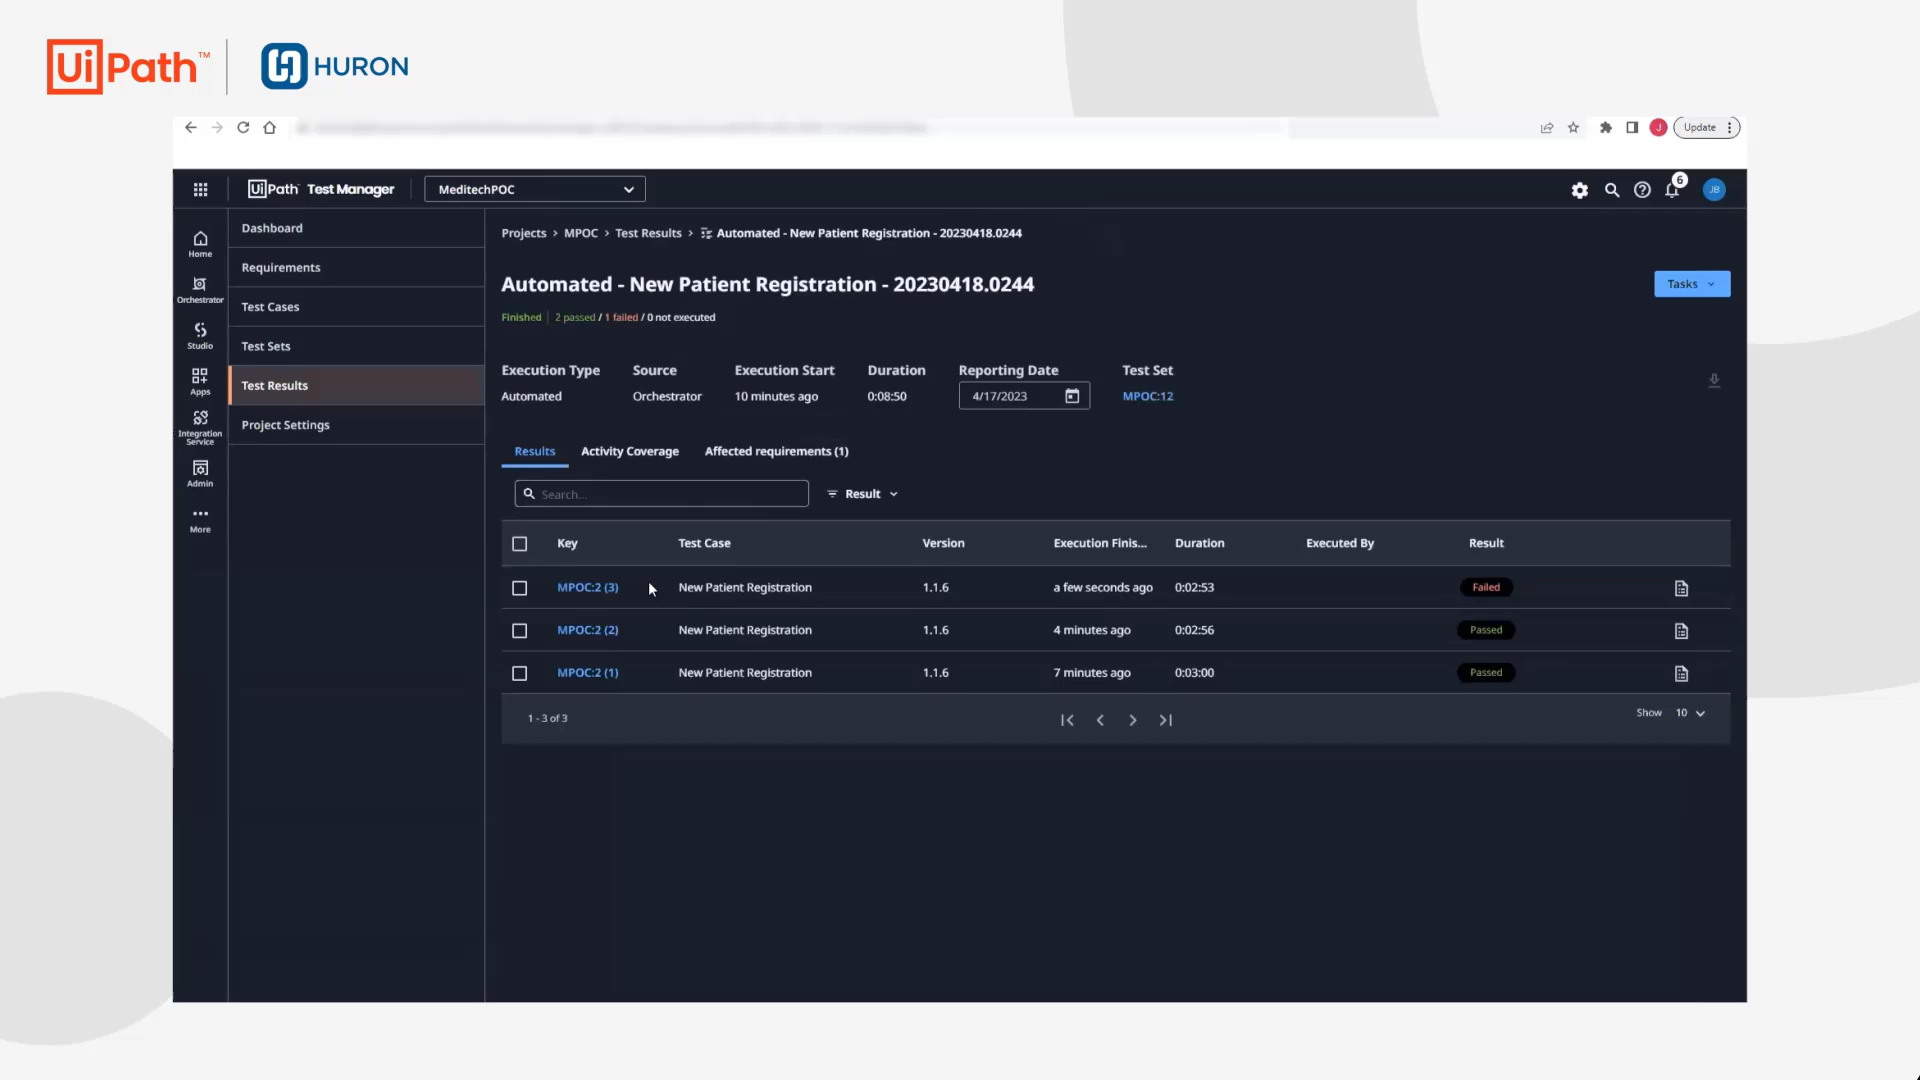 UiPath™
HURON
J
Update
UiPath Test Manager
MeditechPOC
6
JB
Home
Orchestrator
Studio
Apps
Integration
Service
Admin
More
Dashboard
Requirements
Test Cases
Test Sets
Test Results
Project Settings
Projects > MPOC > Test Results > Automated - New Patient Registration - 20230418.0244
Automated - New Patient Registration - 20230418.0244
Tasks
Finished | 2 passed / 1 failed / 0 not executed
Execution Type Source Execution Start Duration Reporting Date Test Set
Automated Orchestrator 10 minutes ago 0:08:50 4/17/2023 MPOC:12
Results Activity Coverage Affected requirements (1)
Search... Result
Key Test Case Version Execution Finis... Duration Executed By Result
MPOC:2 (3) New Patient Registration 1.1.6 a few seconds ago 0:02:53 Failed
MPOC:2 (2) New Patient Registration 1.1.6 4 minutes ago 0:02:56 Passed
MPOC:2 (1) New Patient Registration 1.1.6 7 minutes ago 0:03:00 Passed
1 - 3 of 3 Show 10